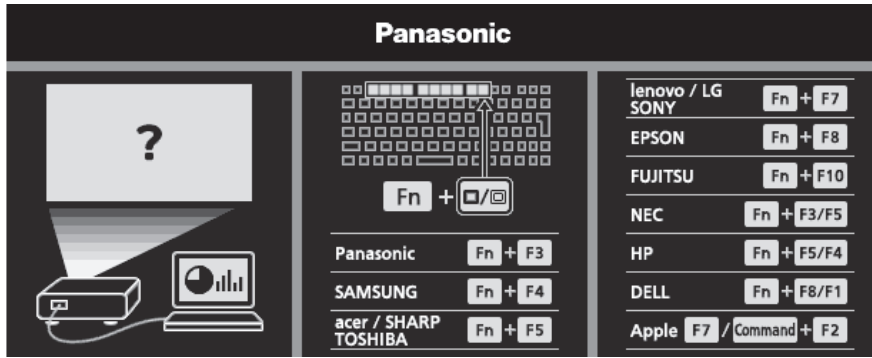 Panasonic
?
Fn + □/回
Panasonic Fn + F3
SAMSUNG Fn + F4
acer / SHARP
TOSHIBA Fn + F5
lenovo / LG
SONY Fn + F7
EPSON Fn + F8
FUJITSU Fn + F10
NEC Fn + F3/F5
HP Fn + F5/F4
DELL Fn + F8/F1
Apple F7 / Command + F2